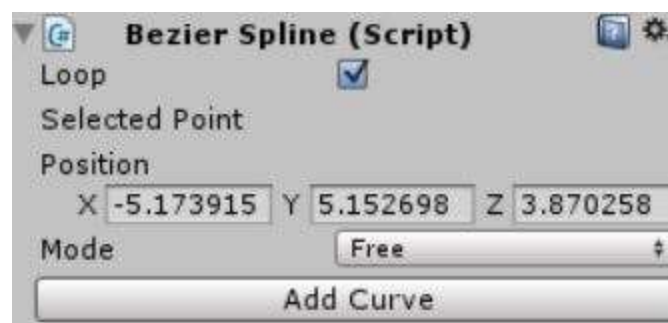 Bezier Spline (Script)
Loop
Selected Point
Position
X -5.173915 Y 5.152698 Z 3.870258
Mode Free
Add Curve